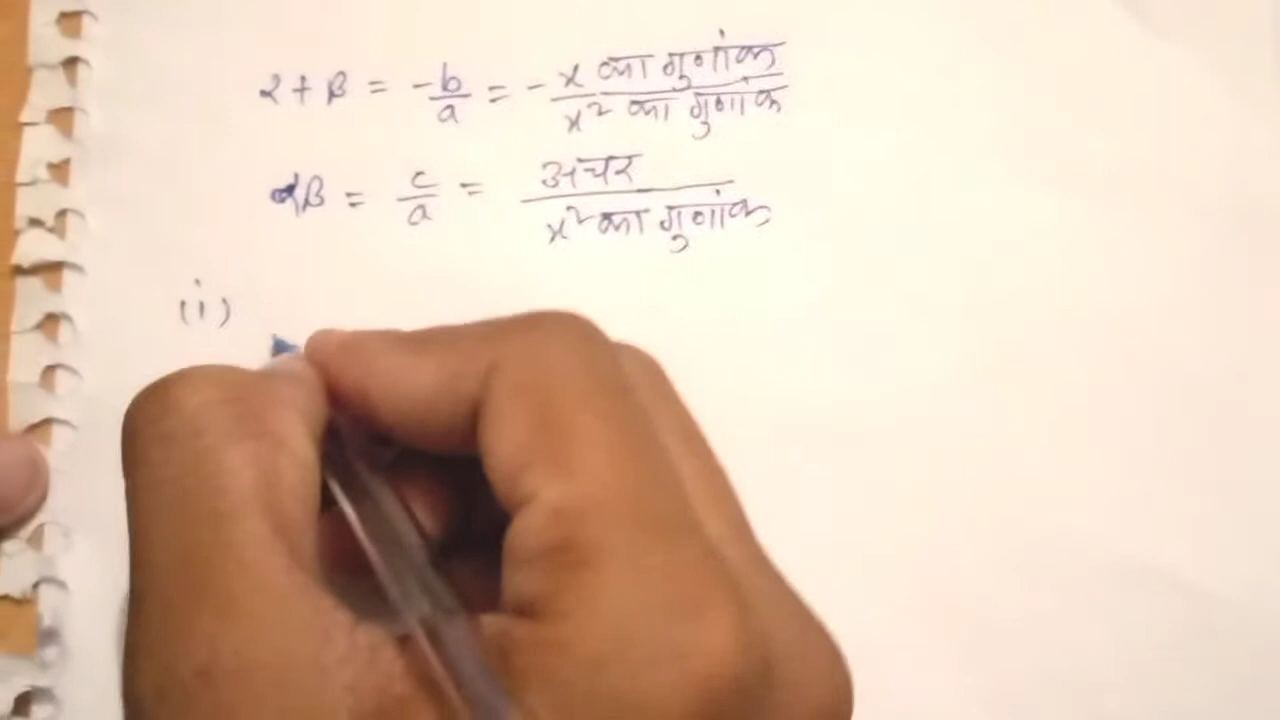 α + β = -b/a = - x का गुणांक / x² का गुणांक
αβ = c/a = अचर / x² का गुणांक
(i)